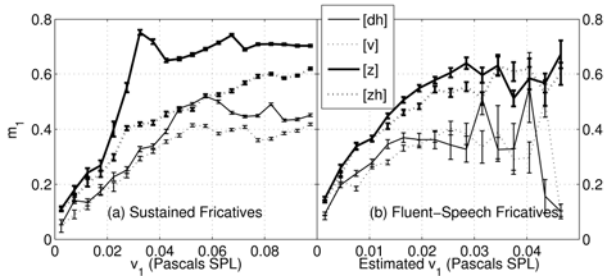 0.8
0.6
0.4
0.2
0
m1
0 0.02 0.04 0.06 0.08
v1 (Pascals SPL)
(a) Sustained Fricatives
[dh]
[v]
[z]
[zh]
0.8
0.6
0.4
0.2
0
0 0.01 0.02 0.03 0.04
Estimated v1 (Pascals SPL)
(b) Fluent-Speech Fricatives